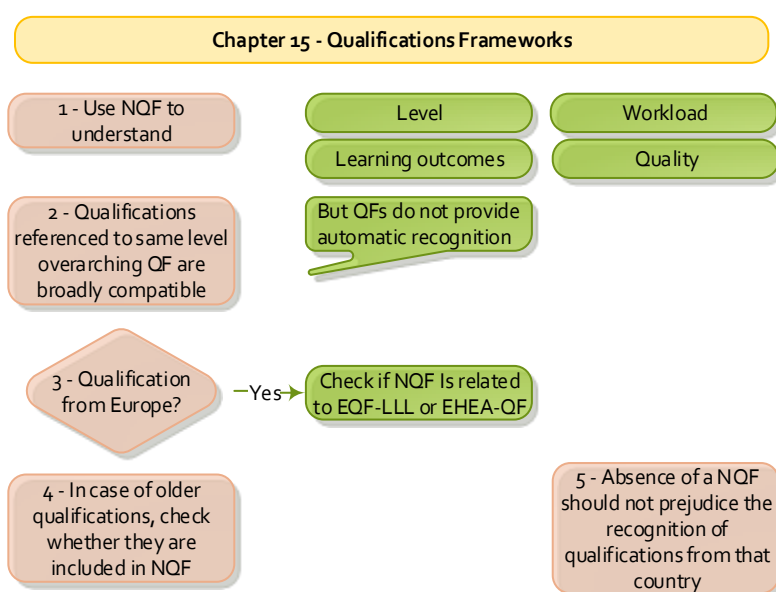 Chapter 15 - Qualifications Frameworks
1 - Use NQF to
understand
Level
Workload
Learning outcomes
Quality
2 - Qualifications
referenced to same level
overarching QF are
broadly compatible
But QFs do not provide
automatic recognition
3 - Qualification
from Europe?
Yes
Check if NQF Is related
to EQF-LLL or EHEA-QF
4 - In case of older
qualifications, check
whether they are
included in NQF
5 - Absence of a NQF
should not prejudice the
recognition of
qualifications from that
country